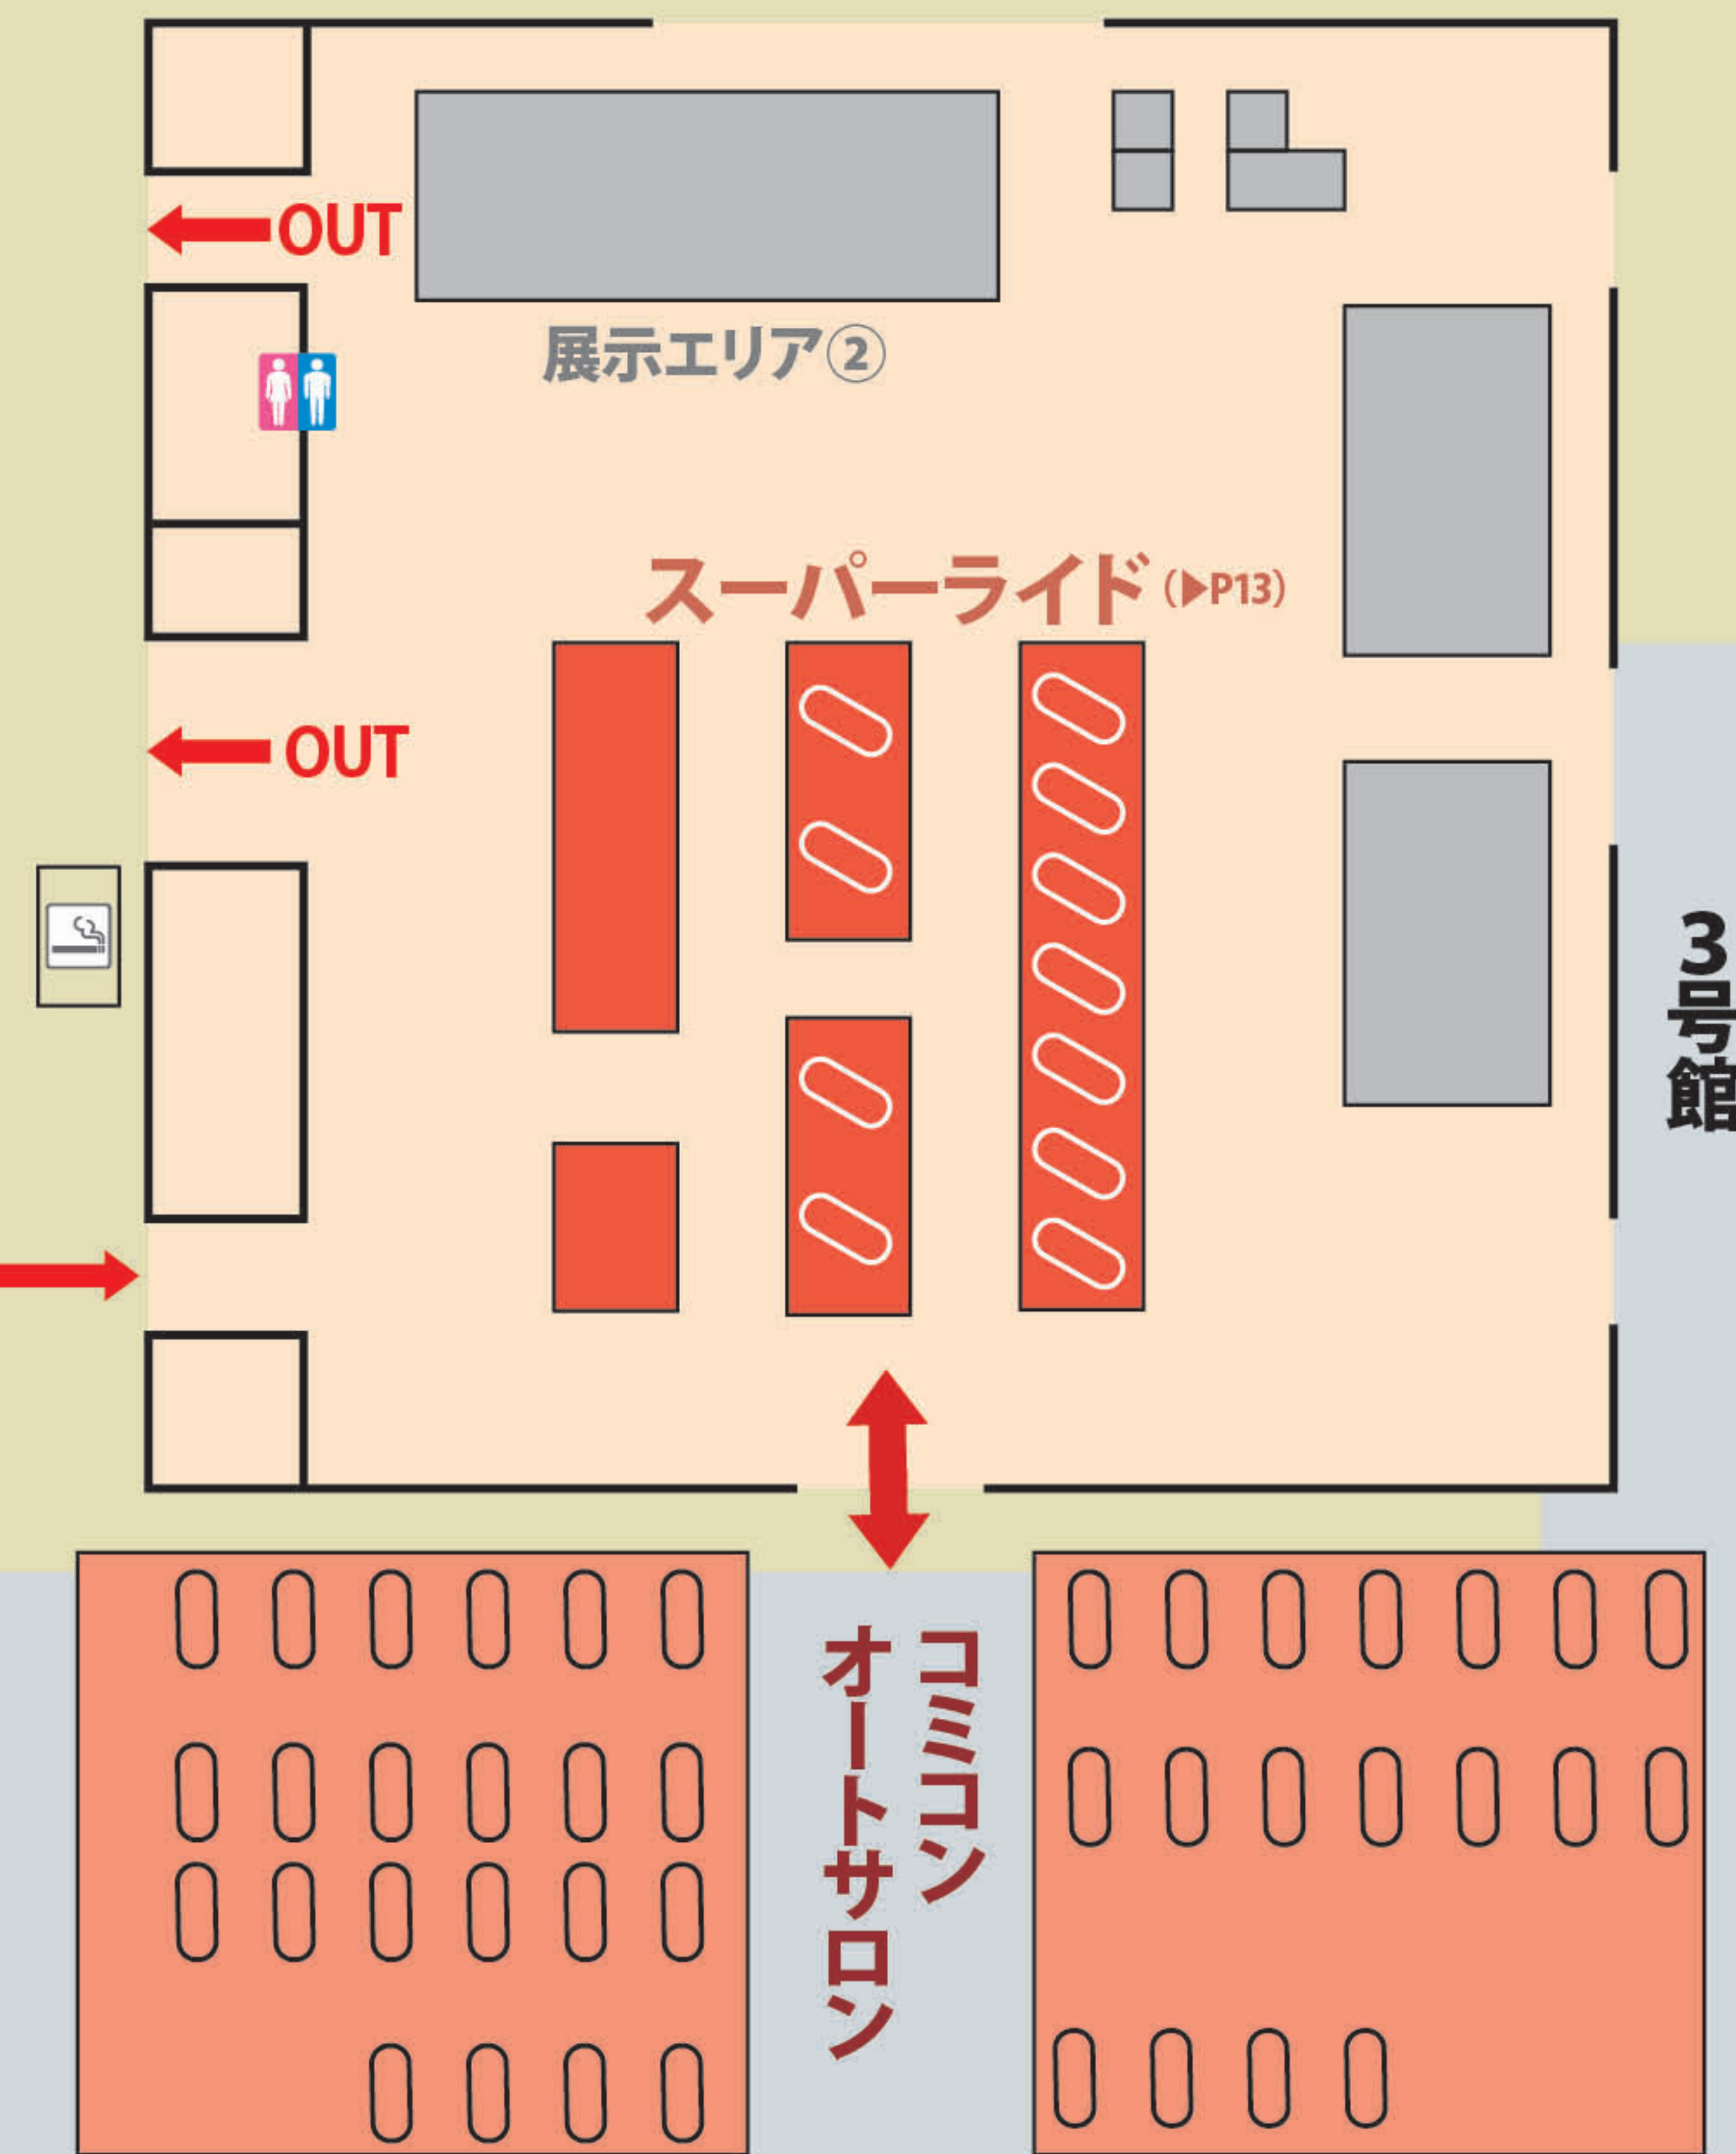 OUT
展示エリア②
スーパーライド(▶P13)
OUT
3号館
コミコン
オートサロン